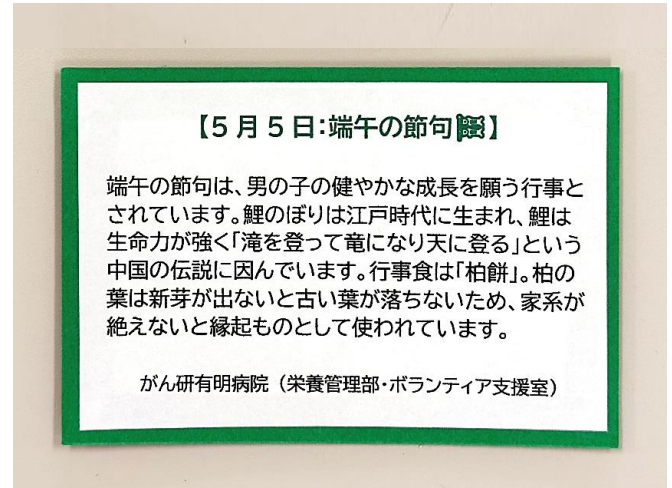 【5月5日:端午の節句🎏】
端午の節句は、男の子の健やかな成長を願う行事と
されています。鯉のぼりは江戸時代に生まれ、鯉は
生命力が強く「滝を登って竜になり天に登る」という
中国の伝説に因んでいます。行事食は「柏餅」。柏の
葉は新芽が出ないと古い葉が落ちないため、家系が
絶えないと縁起ものとして使われています。
がん研有明病院(栄養管理部・ボランティア支援室)